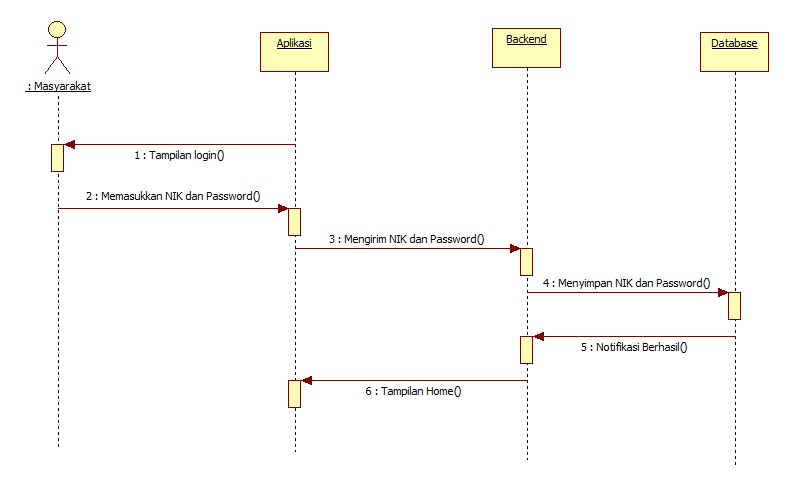 Aplikasi
Backend
Database
: Masyarakat
1 : Tampilan login()
2 : Memasukkan NIK dan Password()
3 : Mengirim NIK dan Password()
4 : Menyimpan NIK dan Password()
5 : Notifikasi Berhasil()
6 : Tampilan Home()